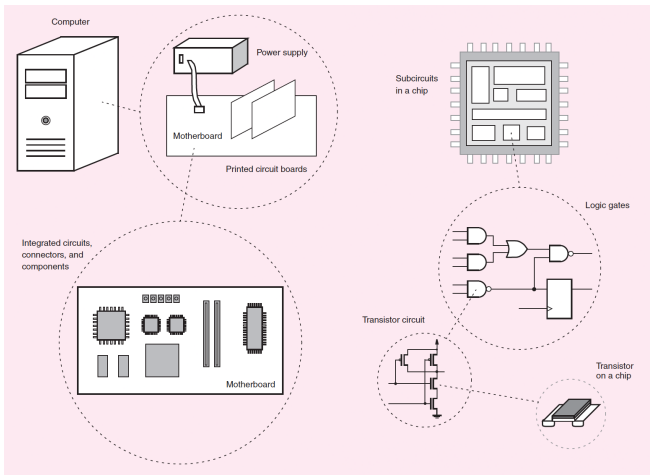 Computer
Power supply
Motherboard
Printed circuit boards
Subcircuits
in a chip
Logic gates
Integrated circuits,
connectors, and
components
Motherboard
Transistor circuit
Transistor
on a chip